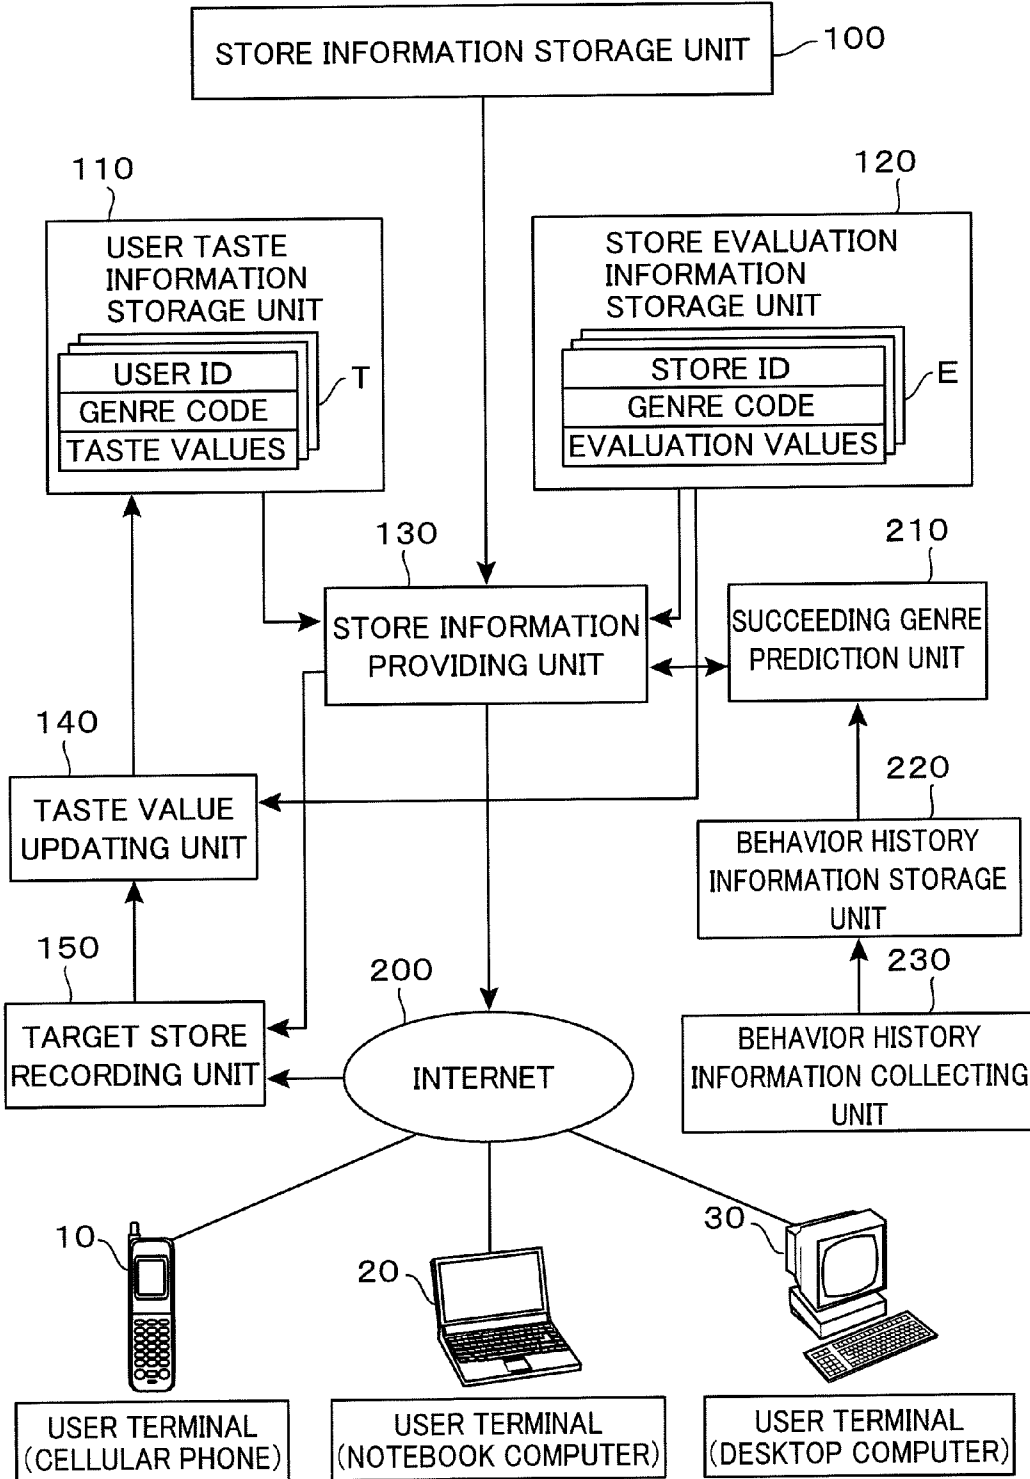 STORE INFORMATION STORAGE UNIT
100
110
USER TASTE
INFORMATION
STORAGE UNIT
USER ID
GENRE CODE
TASTE VALUES
T
120
STORE EVALUATION
INFORMATION
STORAGE UNIT
STORE ID
GENRE CODE
EVALUATION VALUES
E
130
STORE INFORMATION
PROVIDING UNIT
210
SUCCEEDING GENRE
PREDICTION UNIT
140
TASTE VALUE
UPDATING UNIT
220
BEHAVIOR HISTORY
INFORMATION STORAGE
UNIT
150
TARGET STORE
RECORDING UNIT
200
INTERNET
230
BEHAVIOR HISTORY
INFORMATION COLLECTING
UNIT
10
20
30
USER TERMINAL
(CELLULAR PHONE)
USER TERMINAL
(NOTEBOOK COMPUTER)
USER TERMINAL
(DESKTOP COMPUTER)